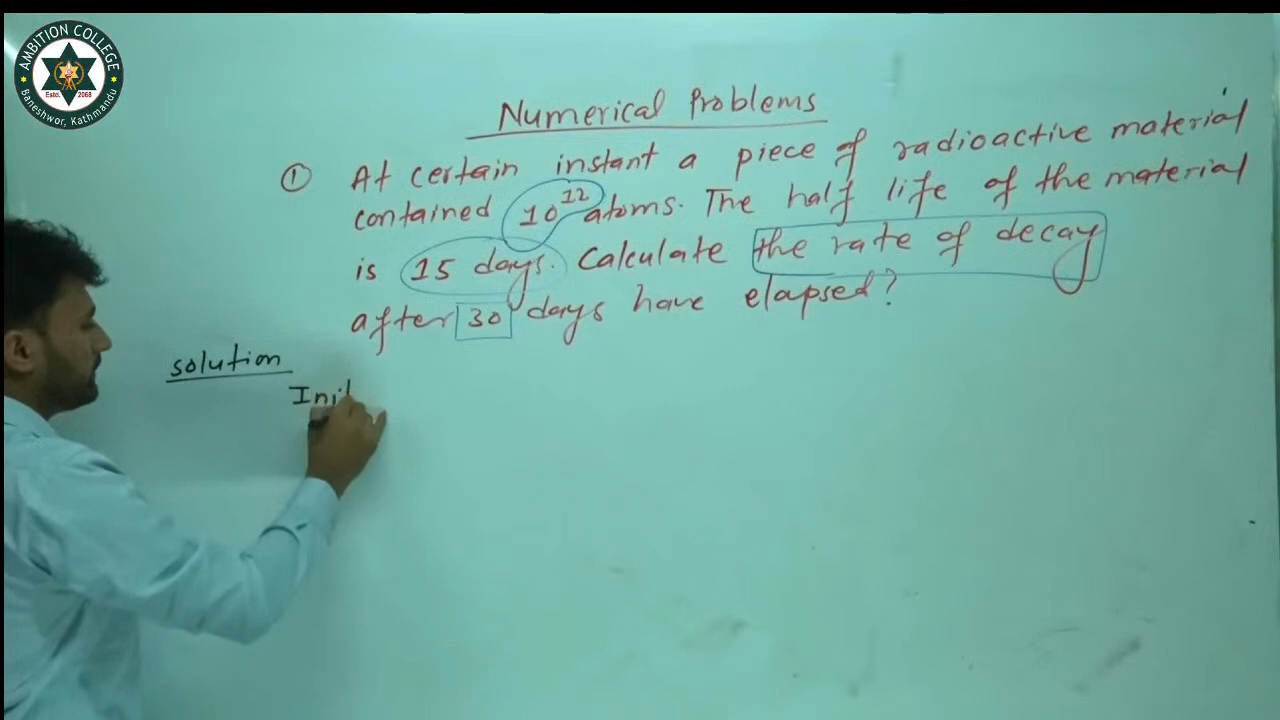 AMBITION COLLEGE
Estd. 2068
Baneshwor, Kathmandu
Numerical Problems
① At certain instant a piece of radioactive material
contained 10¹² atoms. The half life of the material
is 15 days. Calculate the rate of decay
after 30 days have elapsed?
solution
Init